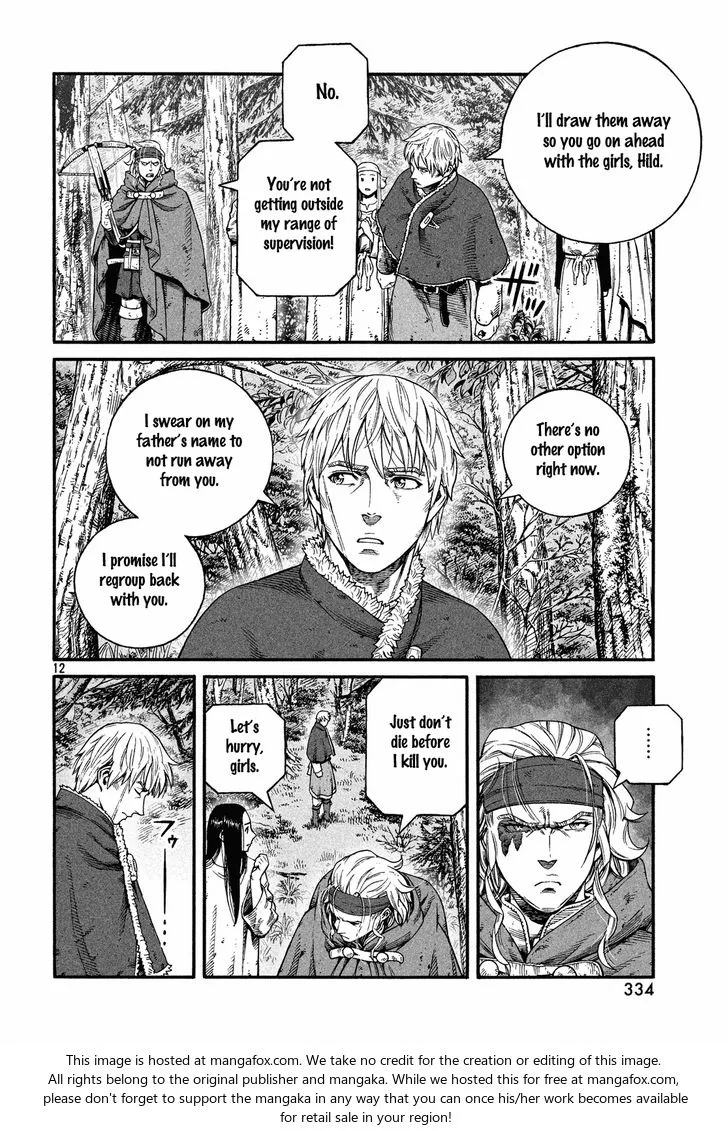 I'll draw them away
so you go on ahead
with the girls, Hild.
No.
You're not
getting outside
my range of
supervision!
ザッ
There's no
other option
right now.
I swear on my
father's name to
not run away
from you.
I promise I'll
regroup back
with you.
12
.......
Just don't
die before
I kill you.
Let's
hurry,
girls.
フゥ
334
This image is hosted at mangafox.com. We take no credit for the creation or editing of this image.
All rights belong to the original publisher and mangaka. While we hosted this for free at mangafox.com,
please don't forget to support the mangaka in any way that you can once his/her work becomes available
for retail sale in your region!